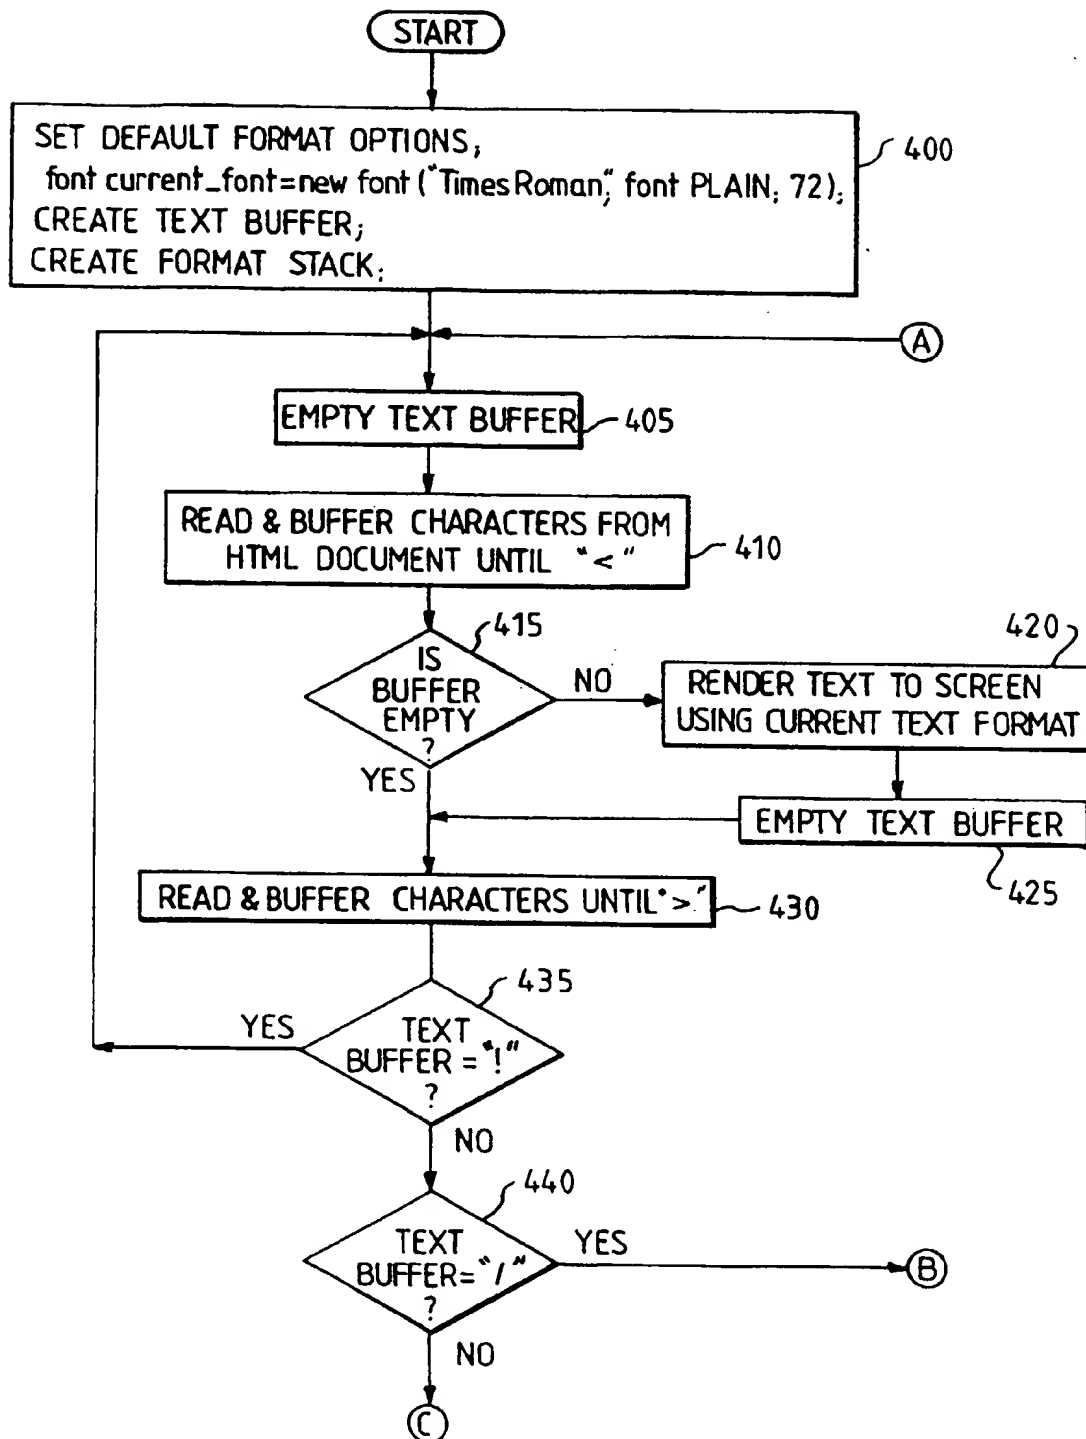 START
SET DEFAULT FORMAT OPTIONS;
font current_font=new font ("Times Roman", font PLAIN; 72);
CREATE TEXT BUFFER;
CREATE FORMAT STACK;
400
A
EMPTY TEXT BUFFER
405
READ & BUFFER CHARACTERS FROM
HTML DOCUMENT UNTIL "<"
410
415
IS
BUFFER
EMPTY
?
NO
YES
420
RENDER TEXT TO SCREEN
USING CURRENT TEXT FORMAT
EMPTY TEXT BUFFER
425
READ & BUFFER CHARACTERS UNTIL ">"
430
435
TEXT
BUFFER = "!"
?
YES
NO
440
TEXT
BUFFER= "/"
?
YES
B
NO
C